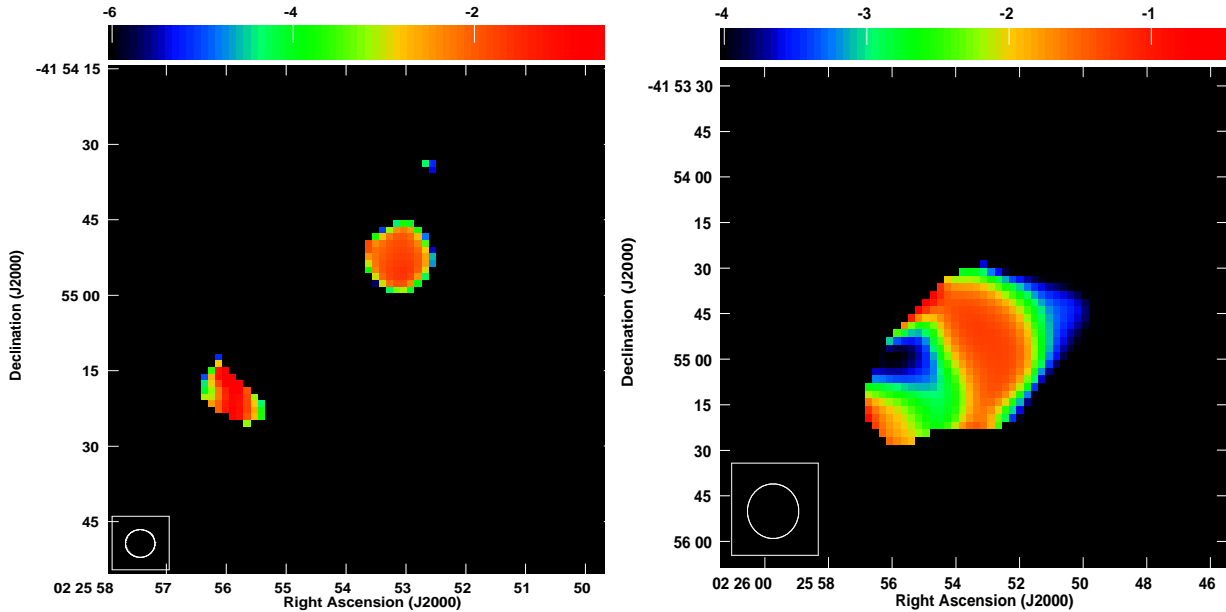 -6 -4 -2
-41 54 15
30
45
55 00
15
30
45
Declination (J2000)
02 25 58 57 56 55 54 53 52 51 50
Right Ascension (J2000)
-4 -3 -2 -1
-41 53 30
45
54 00
15
30
45
55 00
15
30
45
56 00
Declination (J2000)
02 26 00 25 58 56 54 52 50 48 46
Right Ascension (J2000)